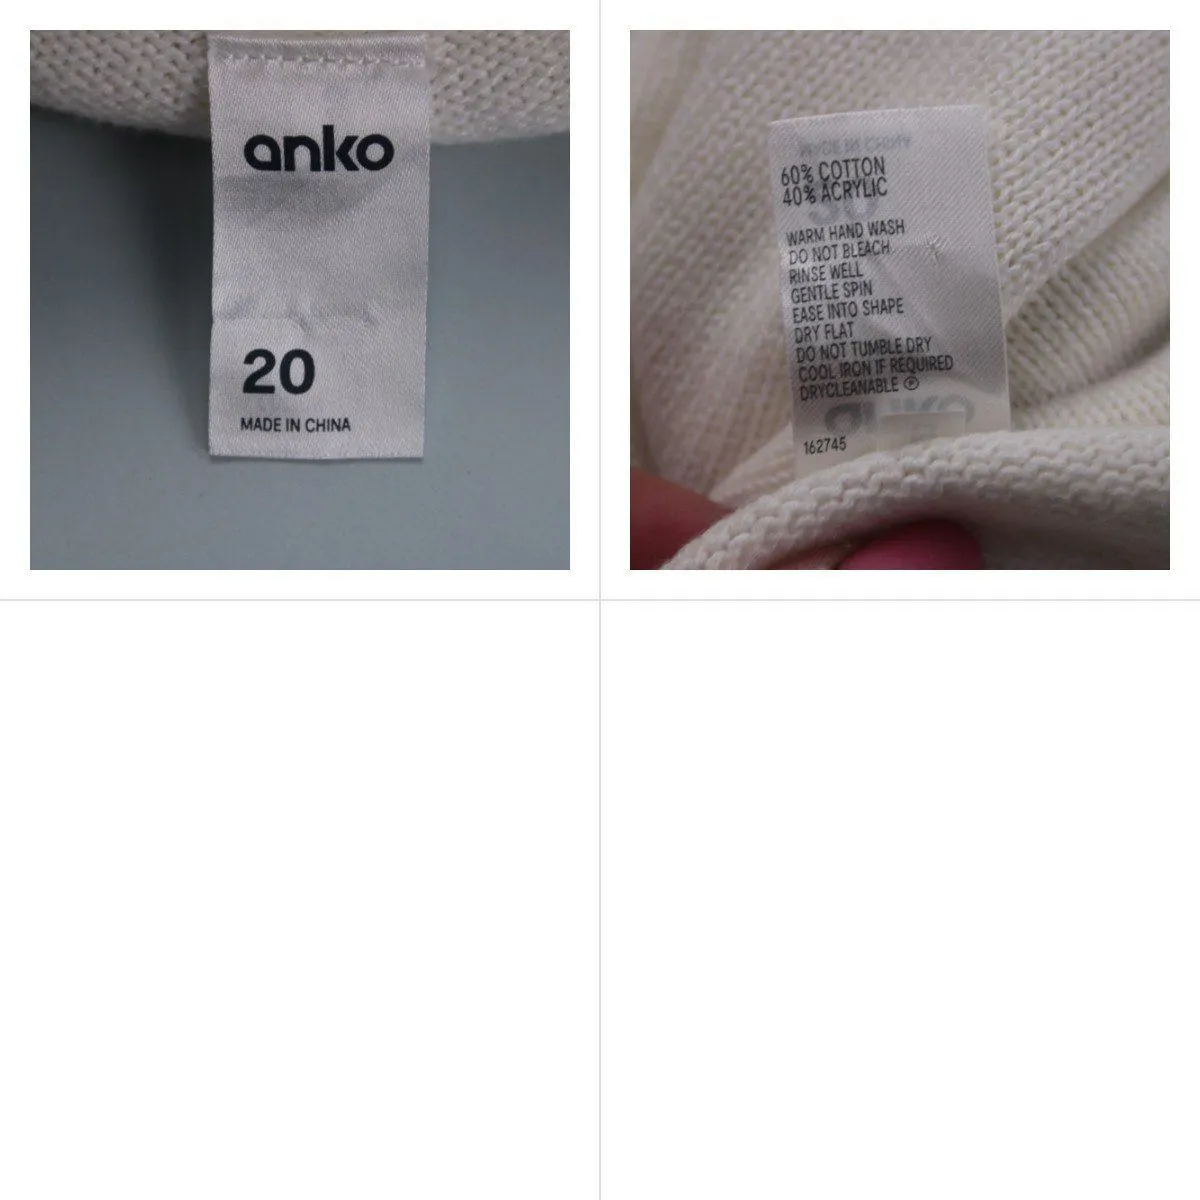 anko
20
MADE IN CHINA
60% COTTON
40% ACRYLIC
WARM HAND WASH
DO NOT BLEACH
RINSE WELL
GENTLE SPIN
EASE INTO SHAPE
DRY FLAT
DO NOT TUMBLE DRY
COOL IRON IF REQUIRED
DRYCLEANABLE Ⓟ
162745